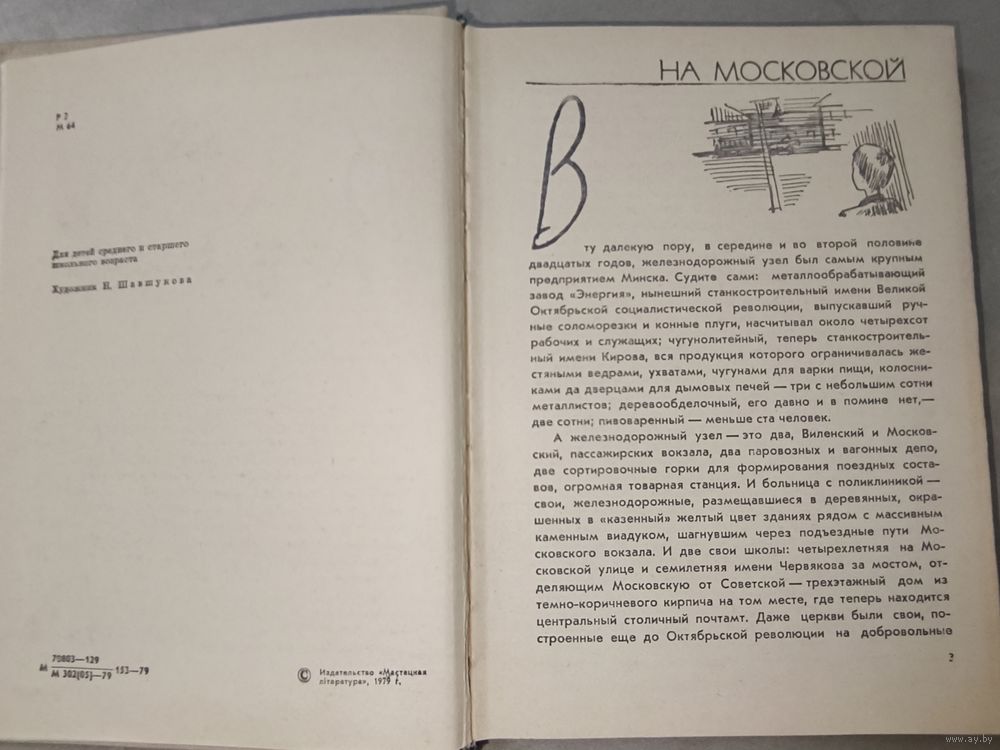 Р 2
М 64
Для детей среднего и старшего
школьного возраста
Художник Н. Шавшукова
70803—129
М 302(05)—79
М
153—79
© Издательство «Мастацкая
літаратура», 1979 г.
НА МОСКОВСКОЙ
В
ту далекую пору, в середине и во второй половине
двадцатых годов, железнодорожный узел был самым крупным
предприятием Минска. Судите сами: металлообрабатывающий
завод «Энергия», нынешний станкостроительный имени Великой
Октябрьской социалистической революции, выпускавший руч-
ные соломорезки и конные плуги, насчитывал около четырехсот
рабочих и служащих; чугунолитейный, теперь станкостроитель-
ный имени Кирова, вся продукция которого ограничивалась же-
стяными ведрами, ухватами, чугунами для варки пищи, колосни-
ками да дверцами для дымовых печей — три с небольшим сотни
металлистов; деревообделочный, его давно и в помине нет,—
две сотни; пивоваренный — меньше ста человек.
А железнодорожный узел — это два, Виленский и Москов-
ский, пассажирских вокзала, два паровозных и вагонных депо,
две сортировочные горки для формирования поездных соста-
вов, огромная товарная станция. И больница с поликлиникой —
свои, железнодорожные, размещавшиеся в деревянных, окра-
шенных в «казенный» желтый цвет зданиях рядом с массивным
каменным виадуком, шагнувшим через подъездные пути Мо-
сковского вокзала. И две свои школы: четырехлетняя на Мо-
сковской улице и семилетняя имени Червякова за мостом, от-
деляющим Московскую от Советской — трехэтажный дом из
темно-коричневого кирпича на том месте, где теперь находится
центральный столичный почтамт. Даже церкви были свои, по-
строенные еще до Октябрьской революции на добровольные
3
www.ay.by